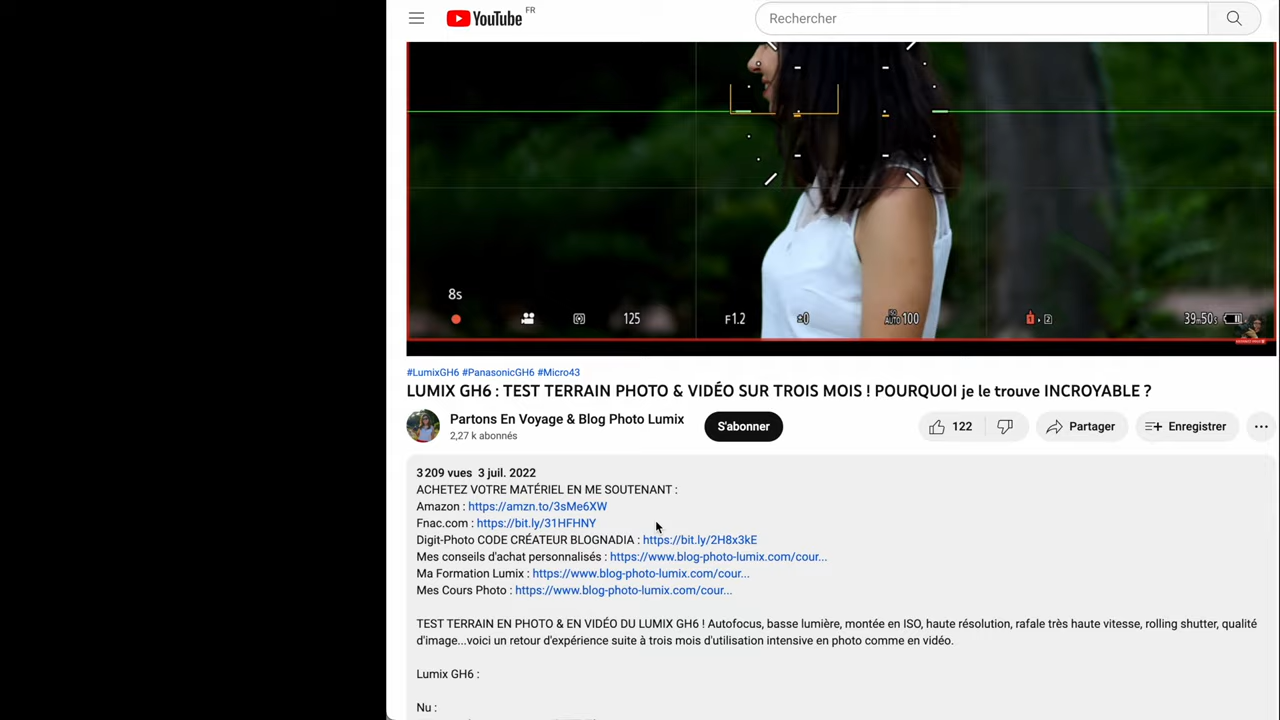 YouTube FR
Rechercher
8s
125
F1.2
±0
ISO AUTO 100
1 2
39m50s
#LumixGH6 #PanasonicGH6 #Micro43
LUMIX GH6 : TEST TERRAIN PHOTO & VIDÉO SUR TROIS MOIS ! POURQUOI je le trouve INCROYABLE ?
Partons En Voyage & Blog Photo Lumix
2,27 k abonnés
S'abonner
122
Partager
Enregistrer
3 209 vues 3 juil. 2022
ACHETEZ VOTRE MATÉRIEL EN ME SOUTENANT :
Amazon : https://amzn.to/3sMe6XW
Fnac.com : https://bit.ly/31HFHNY
Digit-Photo CODE CRÉATEUR BLOGNADIA : https://bit.ly/2H8x3kE
Mes conseils d'achat personnalisés : https://www.blog-photo-lumix.com/cour...
Ma Formation Lumix : https://www.blog-photo-lumix.com/cour...
Mes Cours Photo : https://www.blog-photo-lumix.com/cour...
TEST TERRAIN EN PHOTO & EN VIDÉO DU LUMIX GH6 ! Autofocus, basse lumière, montée en ISO, haute résolution, rafale très haute vitesse, rolling shutter, qualité
d'image...voici un retour d'expérience suite à trois mois d'utilisation intensive en photo comme en vidéo.
Lumix GH6 :
Nu :